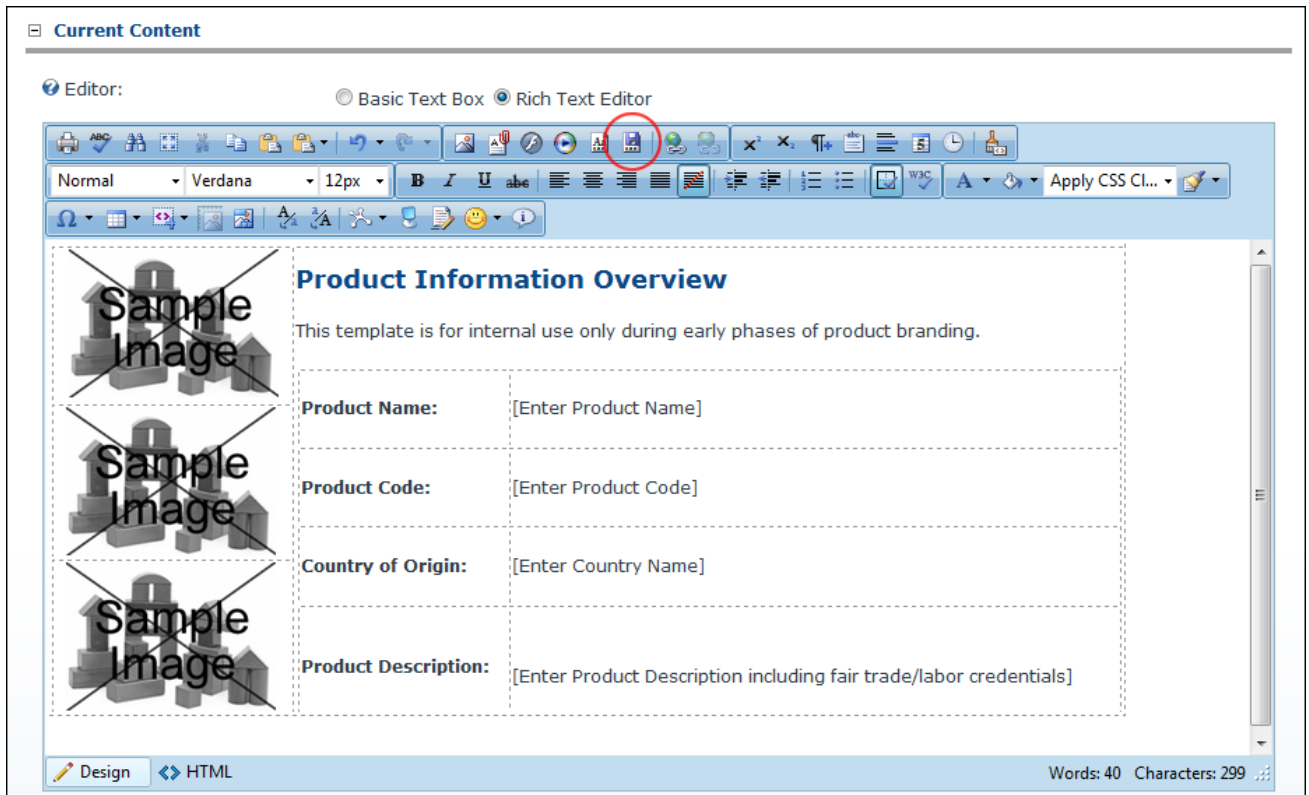 Current Content
Editor:
Basic Text Box Rich Text Editor
Normal Verdana 12px B I U abc W3C A Apply CSS Cl...
Product Information Overview
This template is for internal use only during early phases of product branding.
Sample
Image
Product Name: [Enter Product Name]
Sample
Image
Product Code: [Enter Product Code]
Country of Origin: [Enter Country Name]
Sample
Image
Product Description: [Enter Product Description including fair trade/labor credentials]
Design HTML Words: 40 Characters: 299